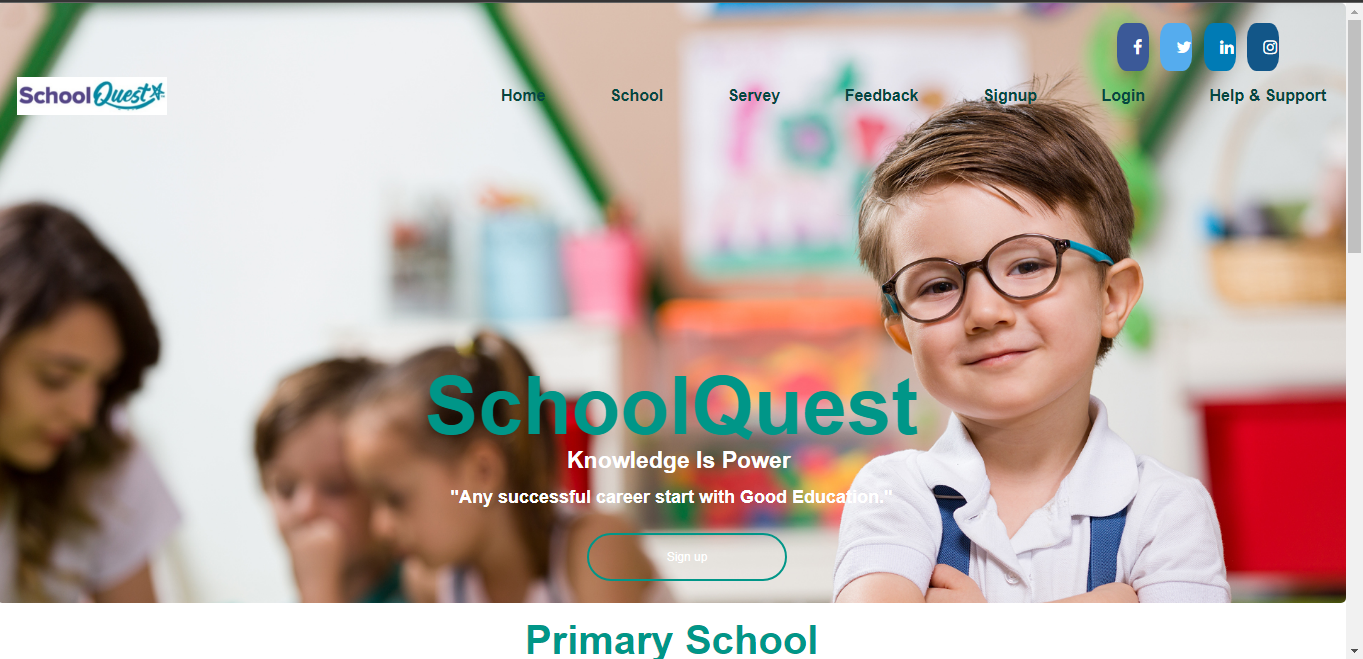 SchoolQuest
Home School Servey Feedback Signup Login Help & Support
SchoolQuest
Knowledge Is Power
"Any successful career start with Good Education."
Sign up
Primary School